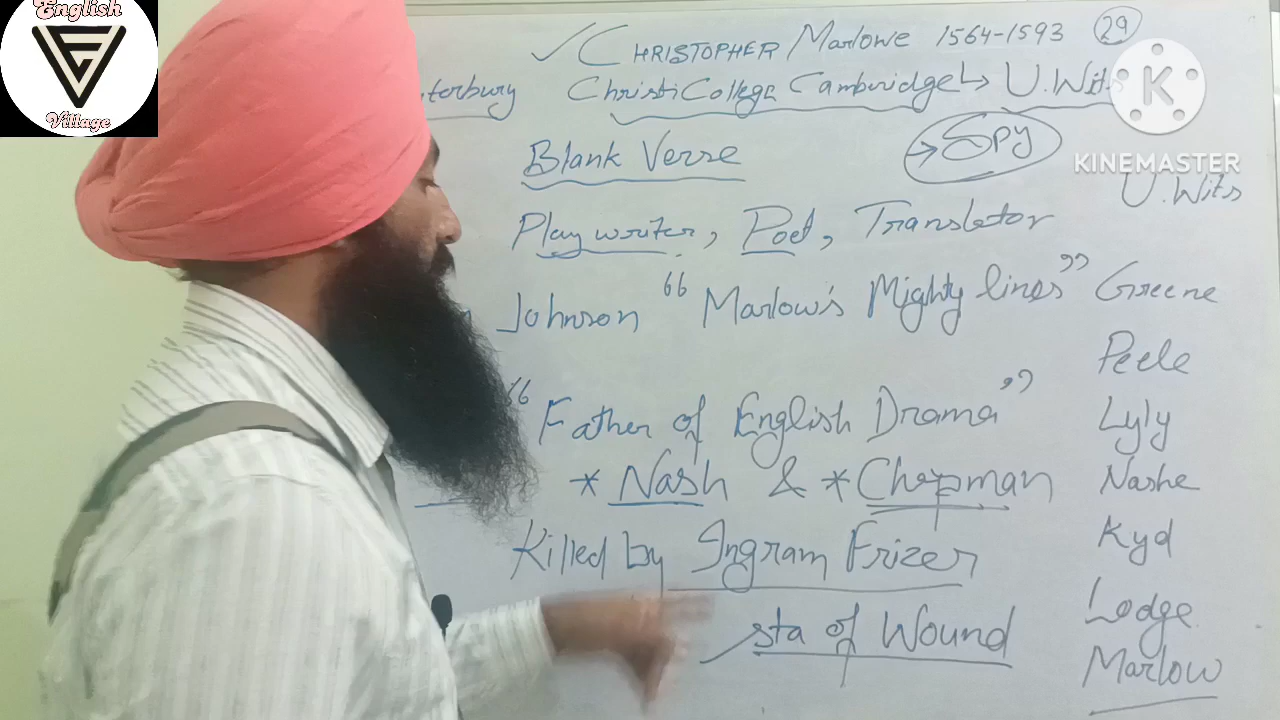 English
Village
CHRISTOPHER Marlowe 1564-1593 29
terbury Christi College Cambridge U. Wits
KINEMASTER
Blank Verse Spy
U. Wits
Play writer, Poet, Translator
Johnson "Marlow's Mighty lines" Greene
Peele
"Father of English Drama" Lyly
* Nash & * Chapman Nashe
Killed by Ingram Frizer Kyd
sta of Wound Lodge
Marlow